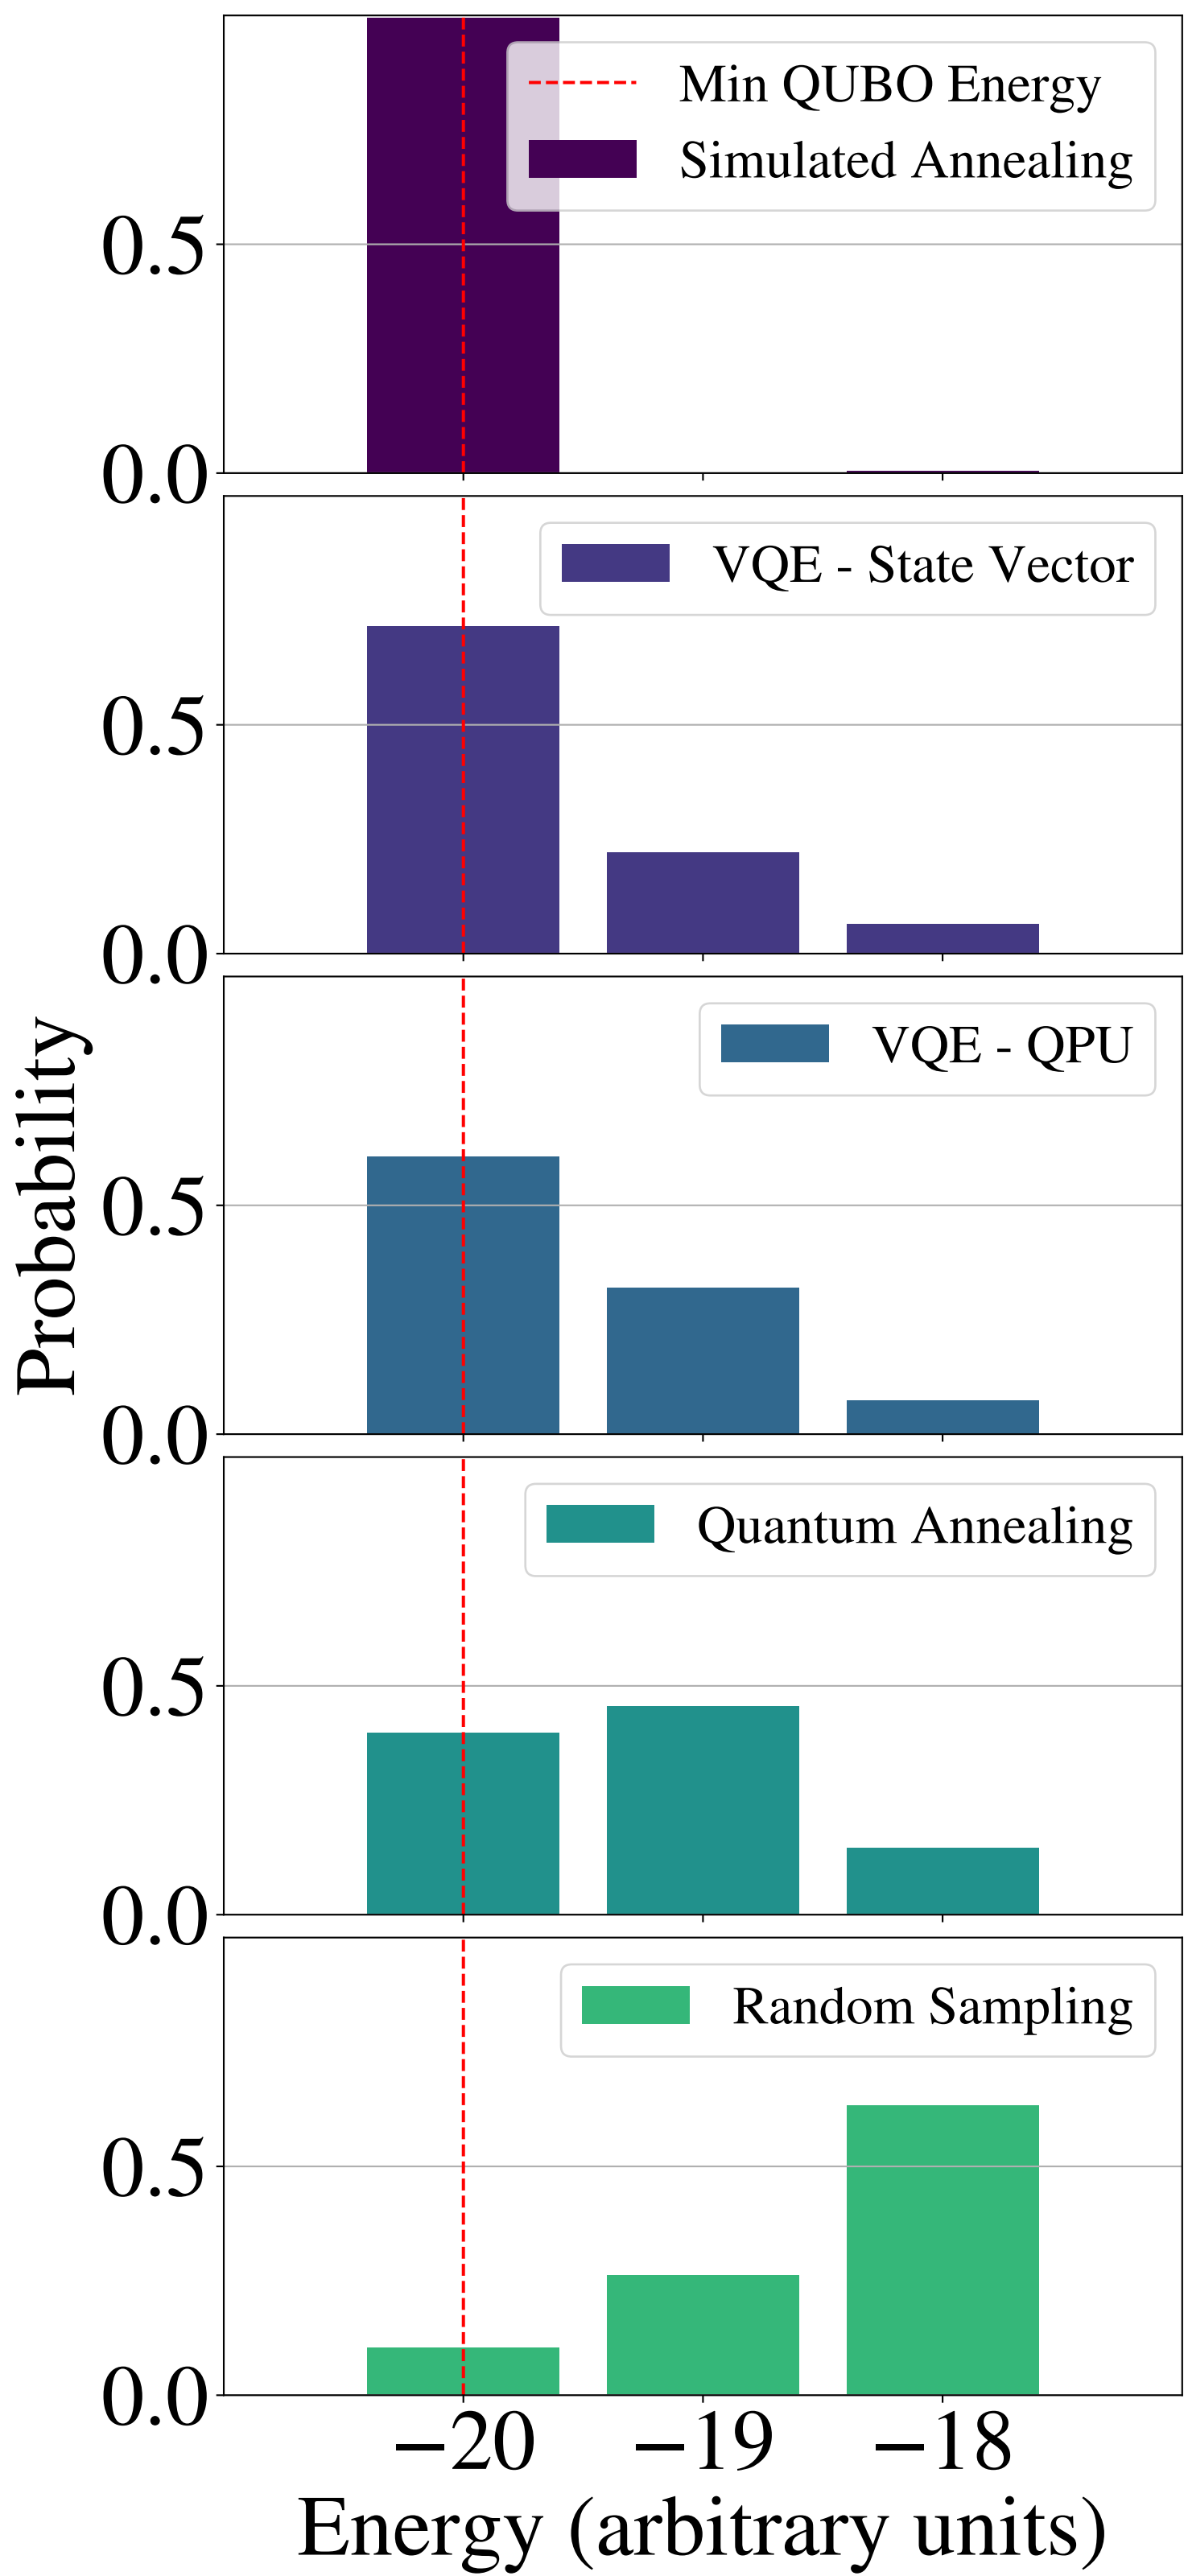 Min QUBO Energy
Simulated Annealing
0.5
0.0
VQE - State Vector
0.5
0.0
VQE - QPU
0.5
0.0
Probability
Quantum Annealing
0.5
0.0
Random Sampling
0.5
0.0
−20 −19 −18
Energy (arbitrary units)